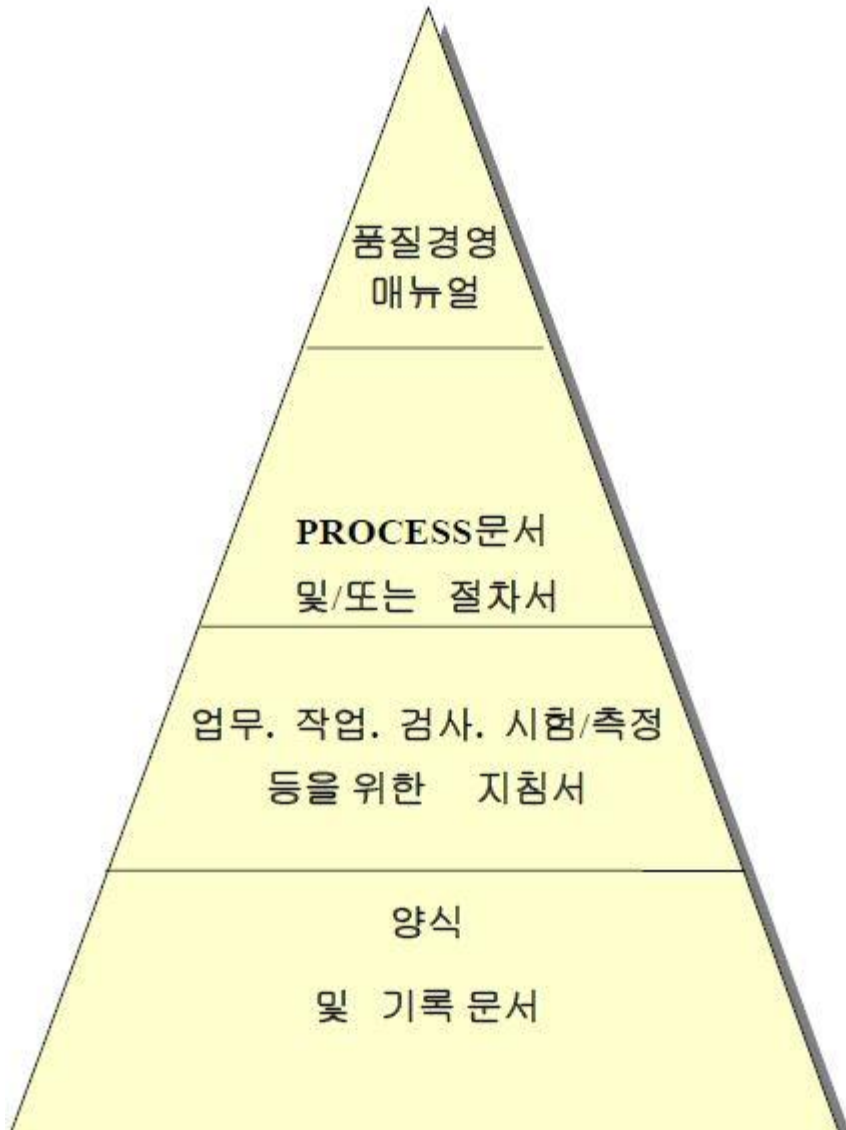 품질경영
매뉴얼
PROCESS문서
및/또는 절차서
업무. 작업. 검사. 시험/측정
등을 위한 지침서
양식
및 기록 문서